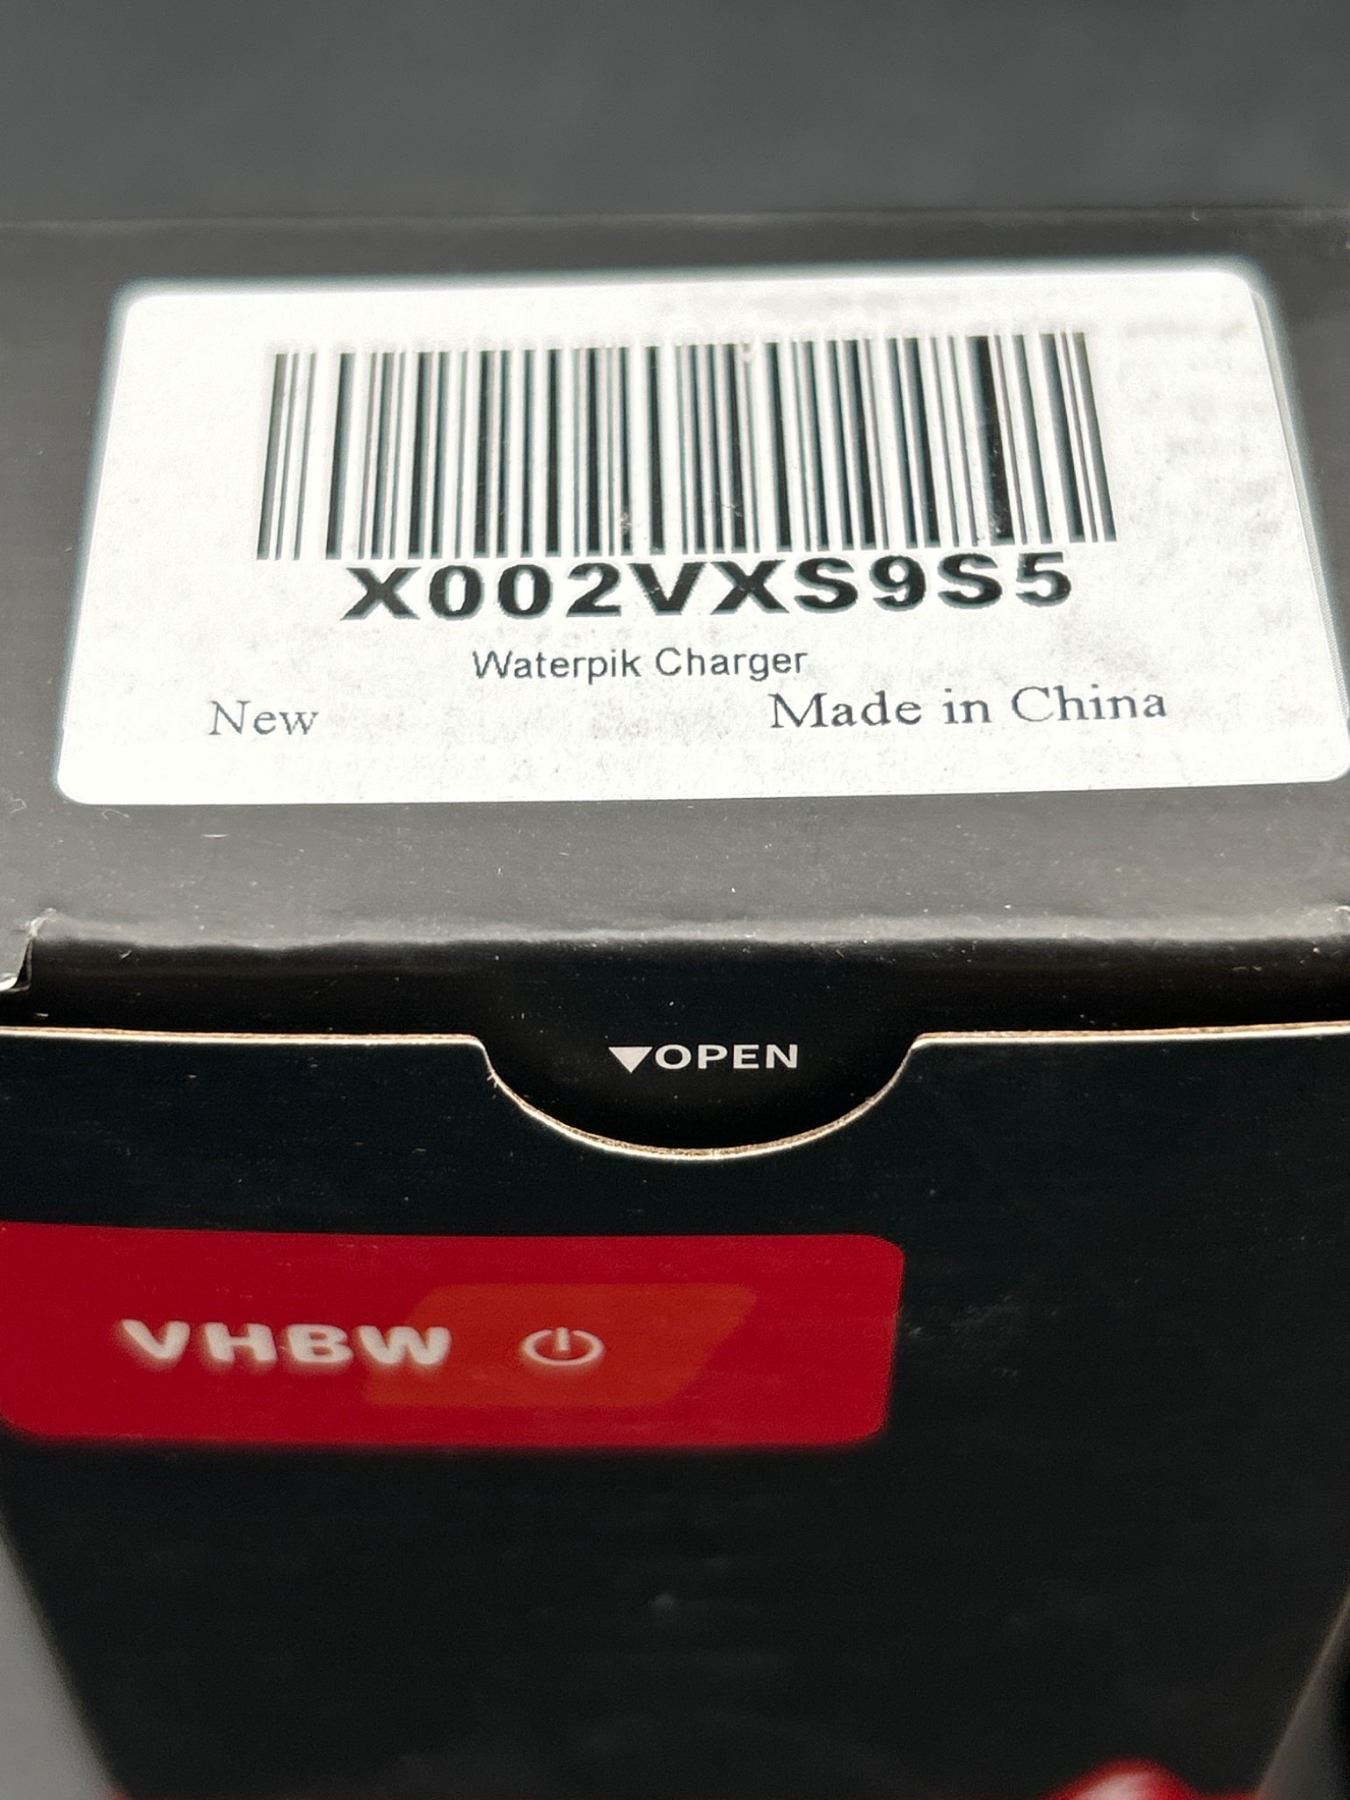 X002VXS9S5
Waterpik Charger
New Made in China
▼OPEN
VHBW